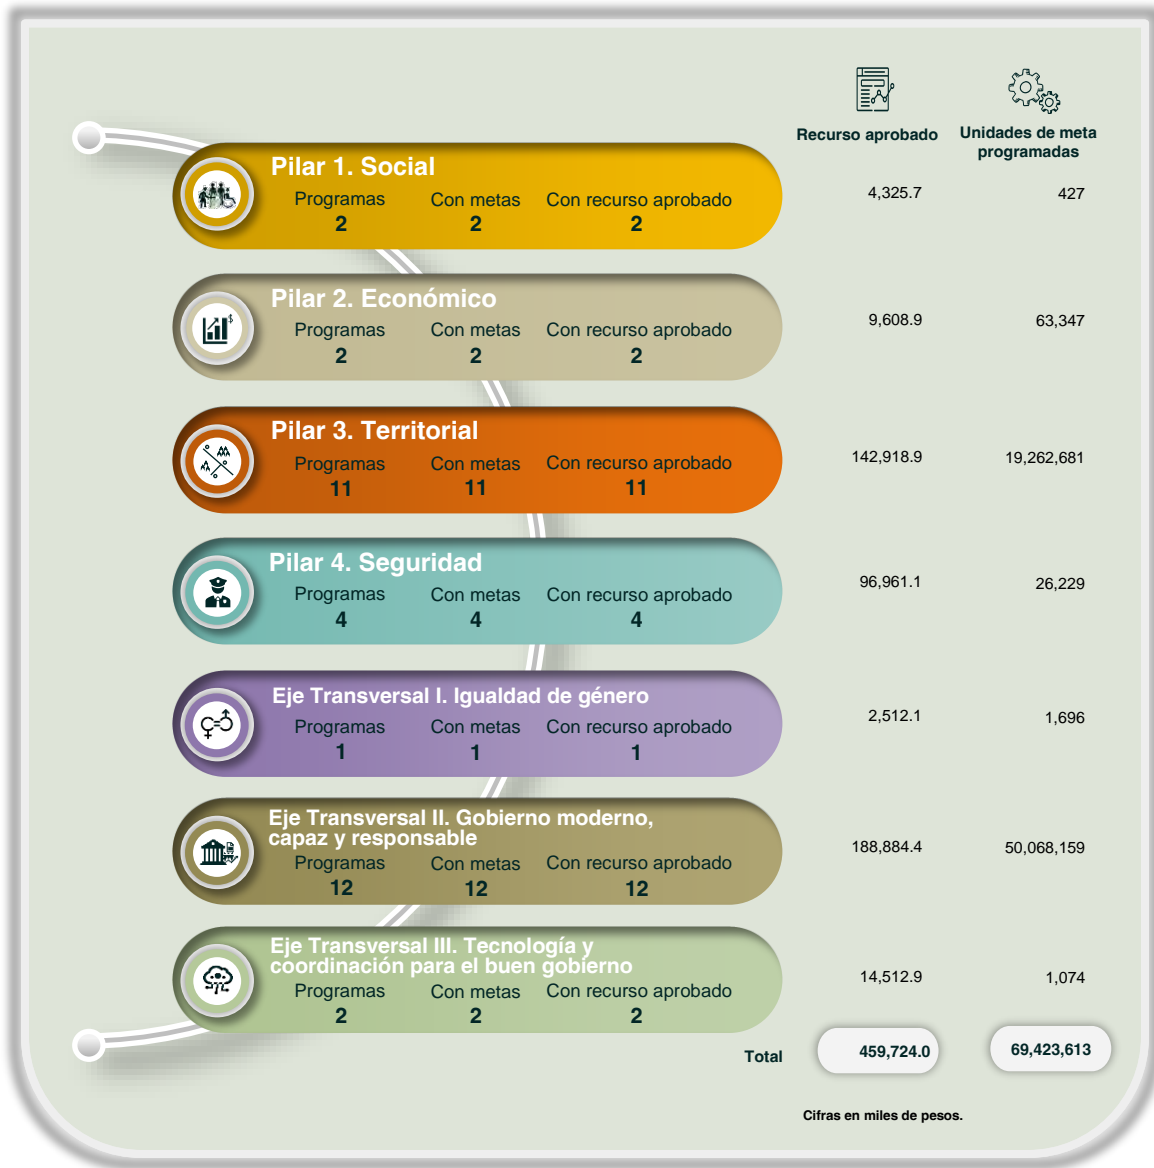 Recurso aprobado
Unidades de meta
programadas
Pilar 1. Social
Programas Con metas Con recurso aprobado
2 2 2
4,325.7 427
Pilar 2. Económico
Programas Con metas Con recurso aprobado
2 2 2
9,608.9 63,347
Pilar 3. Territorial
Programas Con metas Con recurso aprobado
11 11 11
142,918.9 19,262,681
Pilar 4. Seguridad
Programas Con metas Con recurso aprobado
4 4 4
96,961.1 26,229
Eje Transversal I. Igualdad de género
Programas Con metas Con recurso aprobado
1 1 1
2,512.1 1,696
Eje Transversal II. Gobierno moderno,
capaz y responsable
Programas Con metas Con recurso aprobado
12 12 12
188,884.4 50,068,159
Eje Transversal III. Tecnología y
coordinación para el buen gobierno
Programas Con metas Con recurso aprobado
2 2 2
14,512.9 1,074
Total 459,724.0 69,423,613
Cifras en miles de pesos.